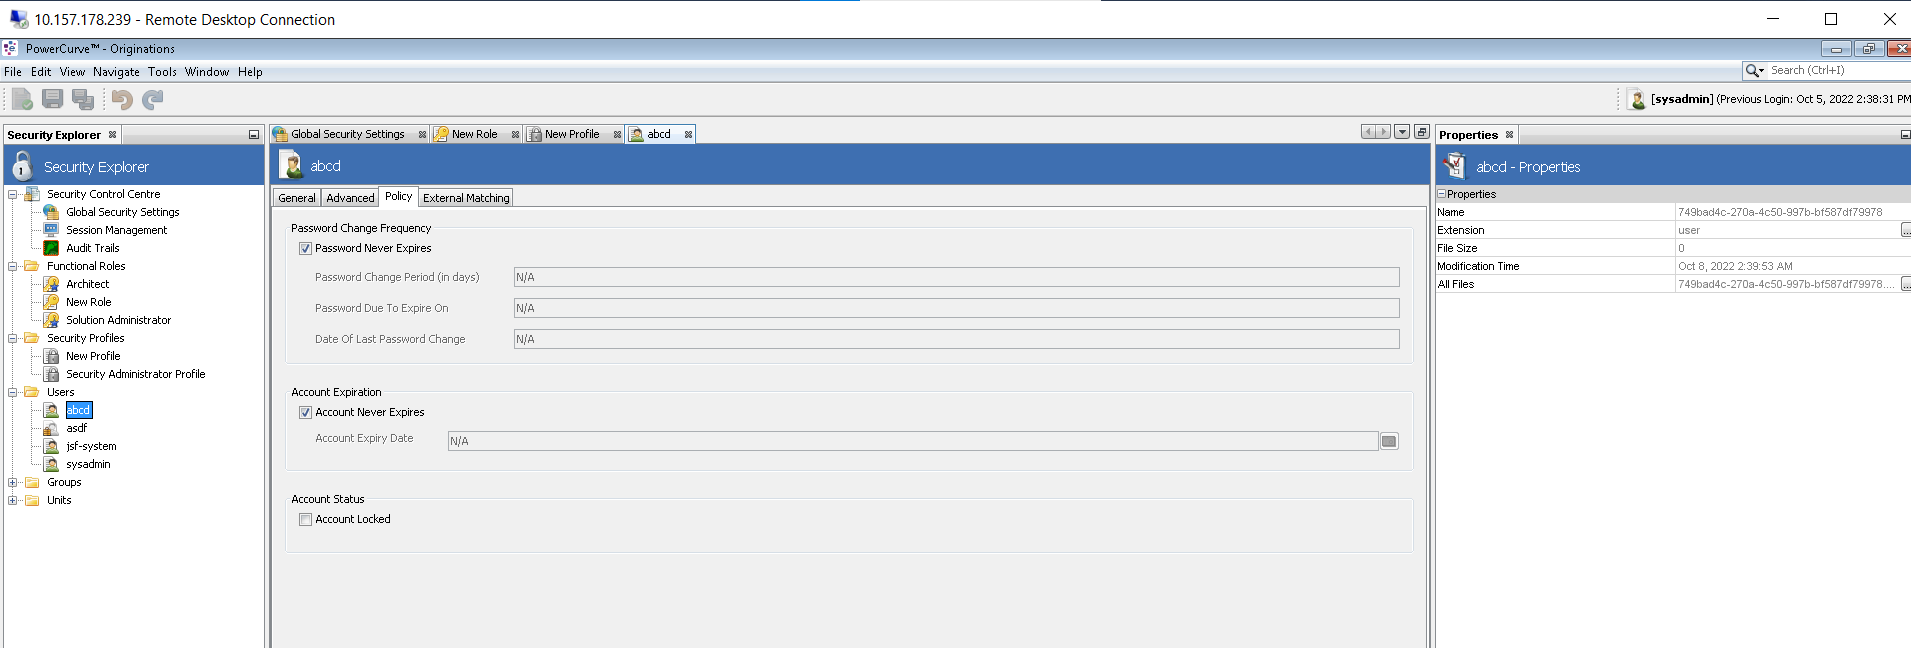 10.157.178.239 - Remote Desktop Connection
PowerCurve™ - Originations
File Edit View Navigate Tools Window Help
Search (Ctrl+I)
[sysadmin] (Previous Login: Oct 5, 2022 2:38:31 PM
Security Explorer
Security Explorer
Security Control Centre
Global Security Settings
Session Management
Audit Trails
Functional Roles
Architect
New Role
Solution Administrator
Security Profiles
New Profile
Security Administrator Profile
Users
abcd
asdf
jsf-system
sysadmin
Groups
Units
Global Security Settings New Role New Profile abcd
abcd
General Advanced Policy External Matching
Password Change Frequency
Password Never Expires
Password Change Period (in days) N/A
Password Due To Expire On N/A
Date Of Last Password Change N/A
Account Expiration
Account Never Expires
Account Expiry Date N/A
Account Status
Account Locked
Properties
abcd - Properties
Properties
Name 749bad4c-270a-4c50-997b-bf587df79978
Extension user ...
File Size 0
Modification Time Oct 8, 2022 2:39:53 AM
All Files 749bad4c-270a-4c50-997b-bf587df79978.... ...